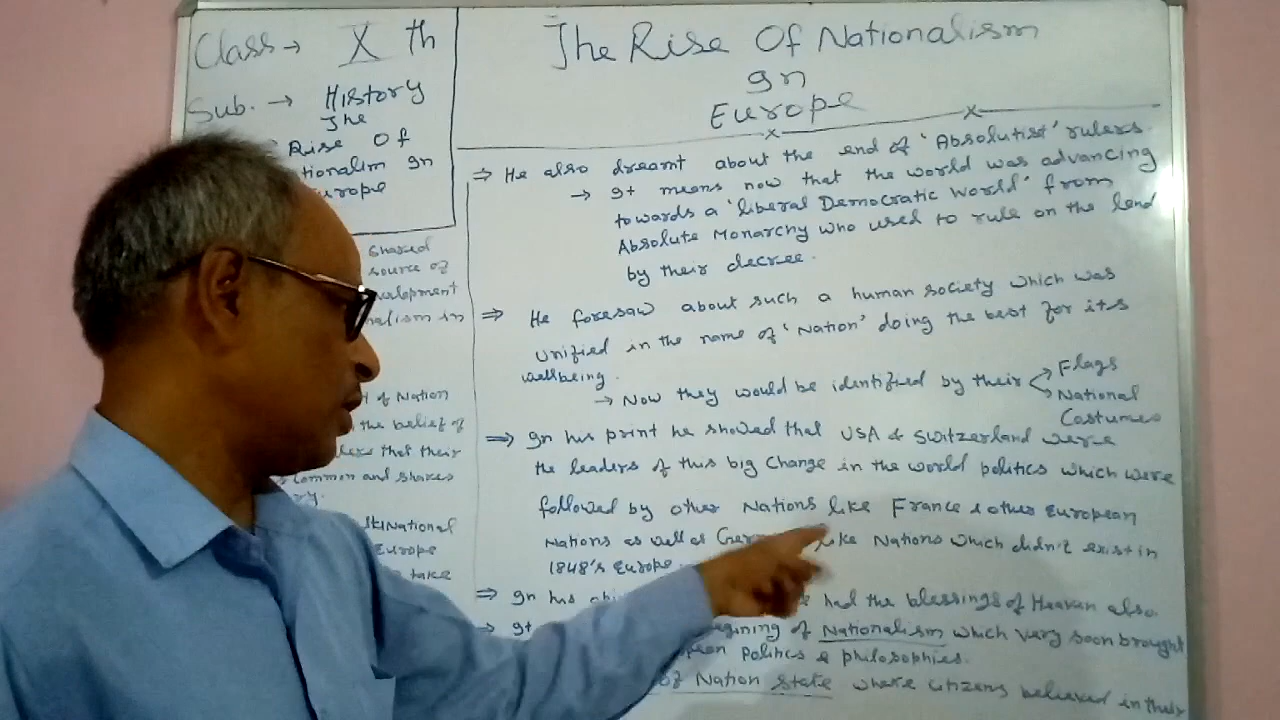 Class → X th
Sub. → History
The
Rise Of
tionalim In
urope
shared
source of
velopment
nalism in
of Nation
the belief of
that their
common and shares
National
Europe
take
The Rise Of Nationalism
In
Europe
⇒ He also dreamt about the end of 'Absolutist' rulers.
→ It means now that the world was advancing
towards a 'liberal Democratic World' from
Absolute Monarchy who used to rule on the land
by their decree.
⇒ He foresaw about such a human society which was
unified in the name of 'Nation' doing the best for its
wellbeing.
→ Now they would be identified by their
Flags
National
Costumes
⇒ In his print he showed that USA & Switzerland were
the leaders of this big change in the world politics which were
followed by other Nations like France & other European
Nations as well as Ger like Nations which didn't exist in
1848's Europe.
⇒ In his had the blessings of Heaven also.
→ It gining of Nationalism which very soon brought
pean Politics & philosophies.
of Nation state where citizens believed in their